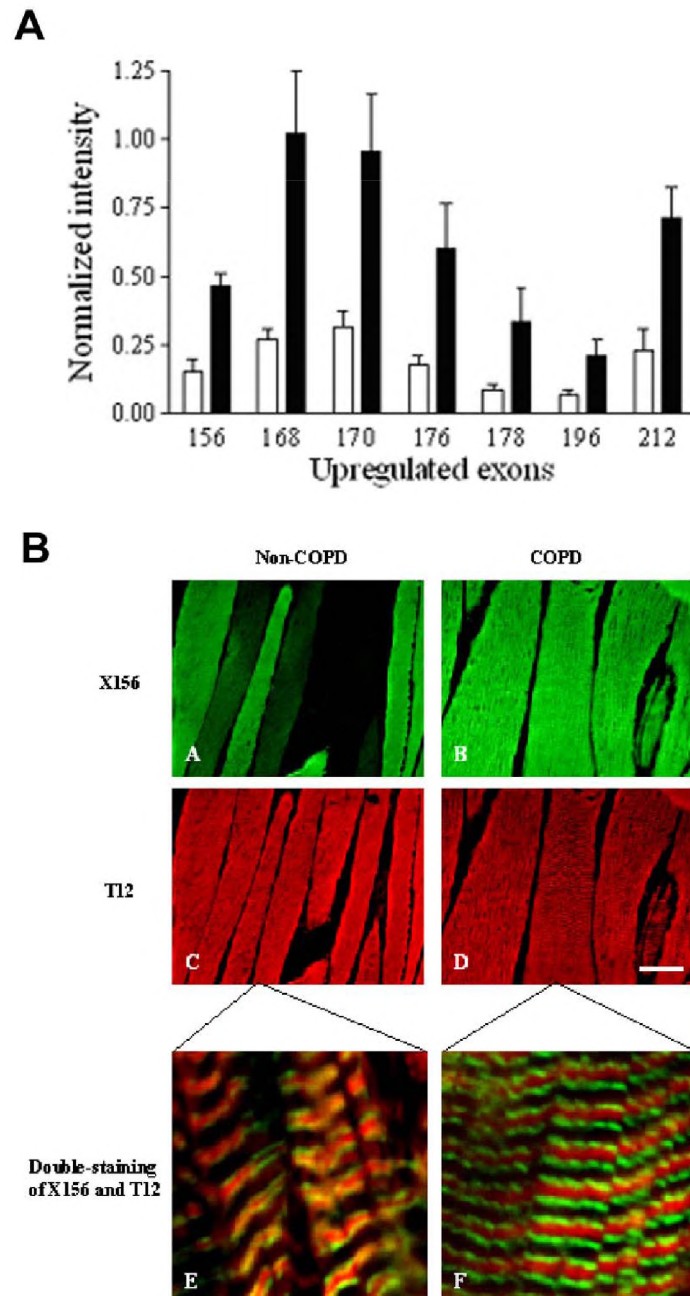 A
Normalized intensity
1.25
1.00
0.75
0.50
0.25
0.00
156 168 170 176 178 196 212
Upregulated exons
B
Non-COPD COPD
X156
A B
T12
C D
Double-staining
of X156 and T12
E F